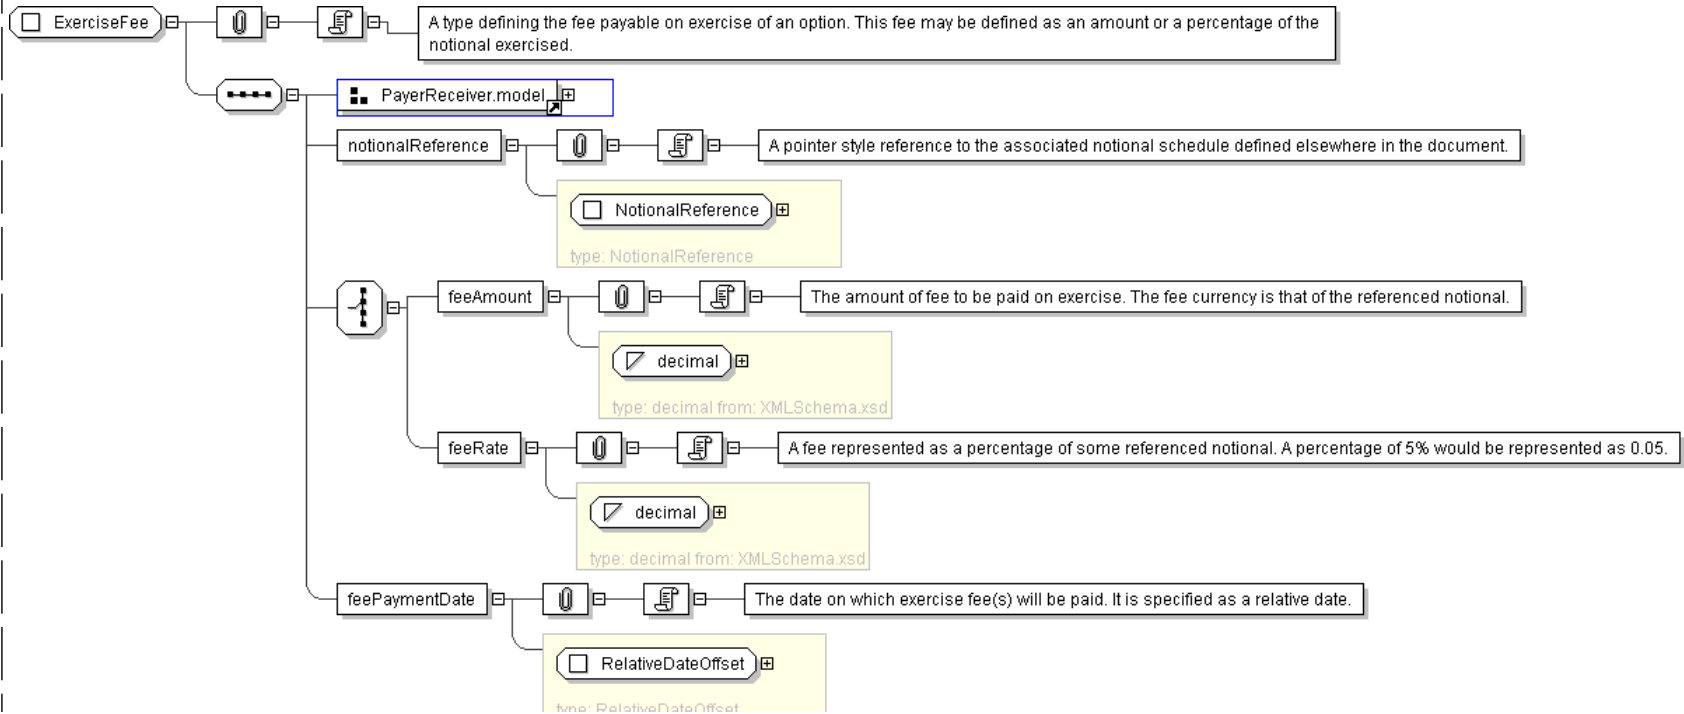 ExerciseFee
A type defining the fee payable on exercise of an option. This fee may be defined as an amount or a percentage of the
notional exercised.
PayerReceiver.model
notionalReference
A pointer style reference to the associated notional schedule defined elsewhere in the document.
NotionalReference
type: NotionalReference
feeAmount
The amount of fee to be paid on exercise. The fee currency is that of the referenced notional.
decimal
type: decimal from: XMLSchema.xsd
feeRate
A fee represented as a percentage of some referenced notional. A percentage of 5% would be represented as 0.05.
decimal
type: decimal from: XMLSchema.xsd
feePaymentDate
The date on which exercise fee(s) will be paid. It is specified as a relative date.
RelativeDateOffset
type: RelativeDateOffset